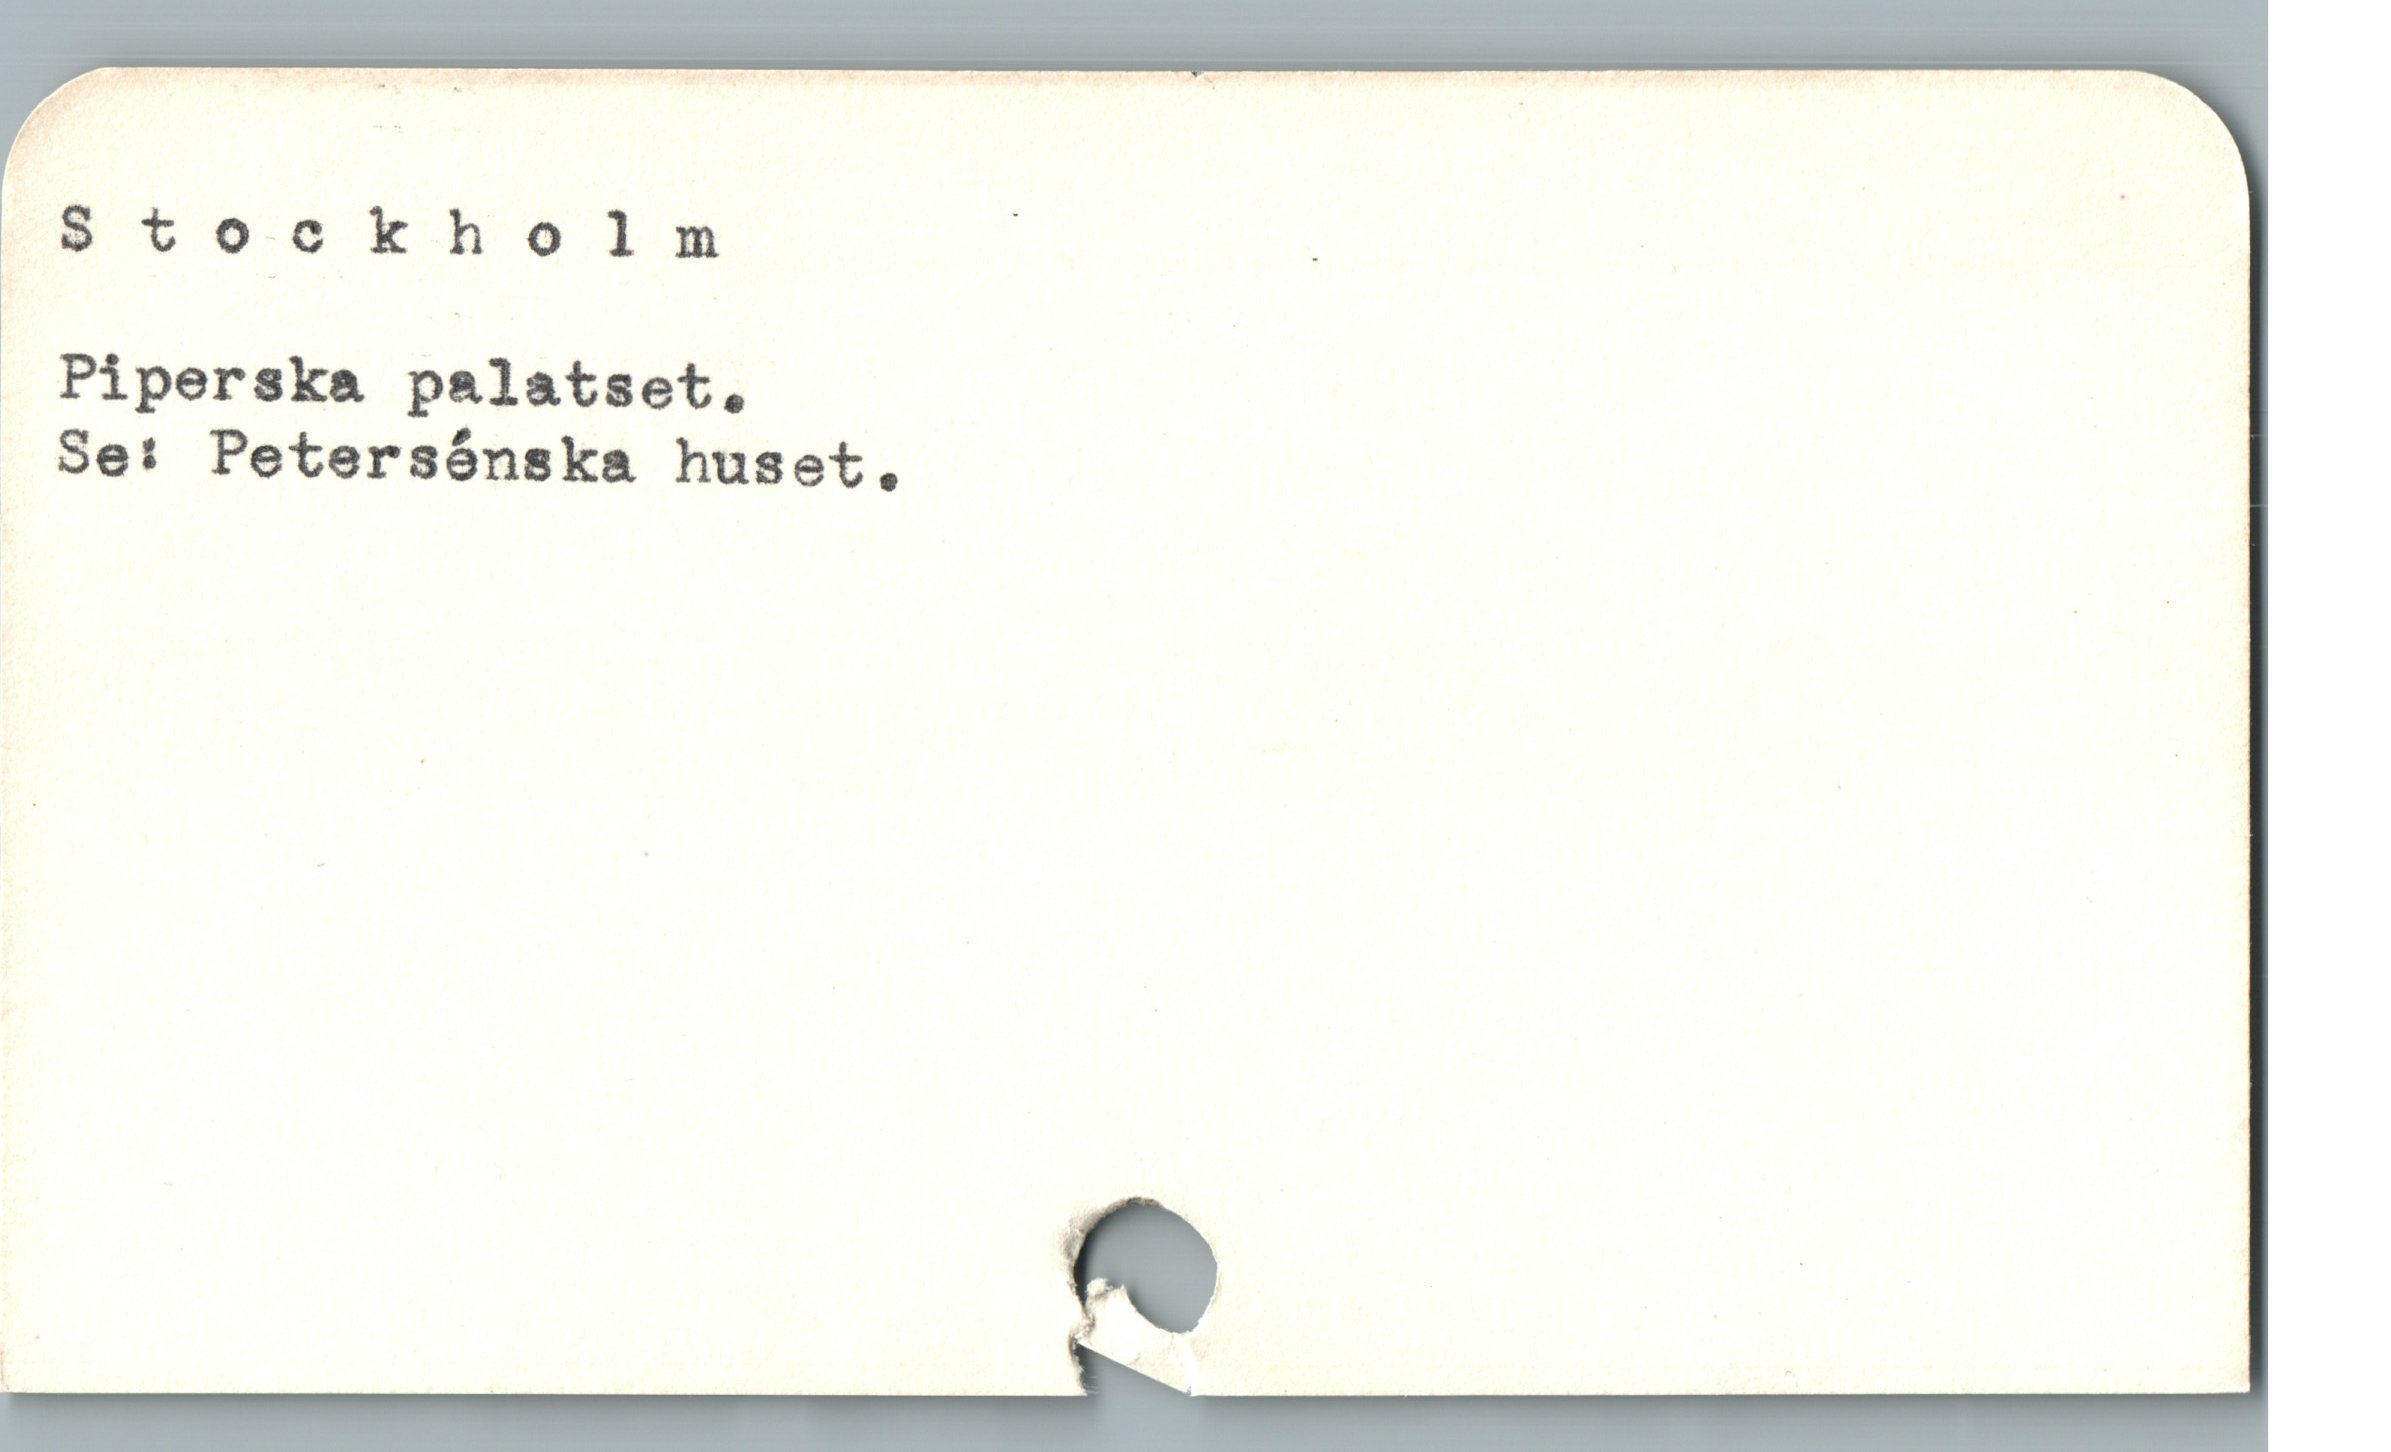 S t o c k h o l m
Piperska palatset.
Se: Petersénska huset.